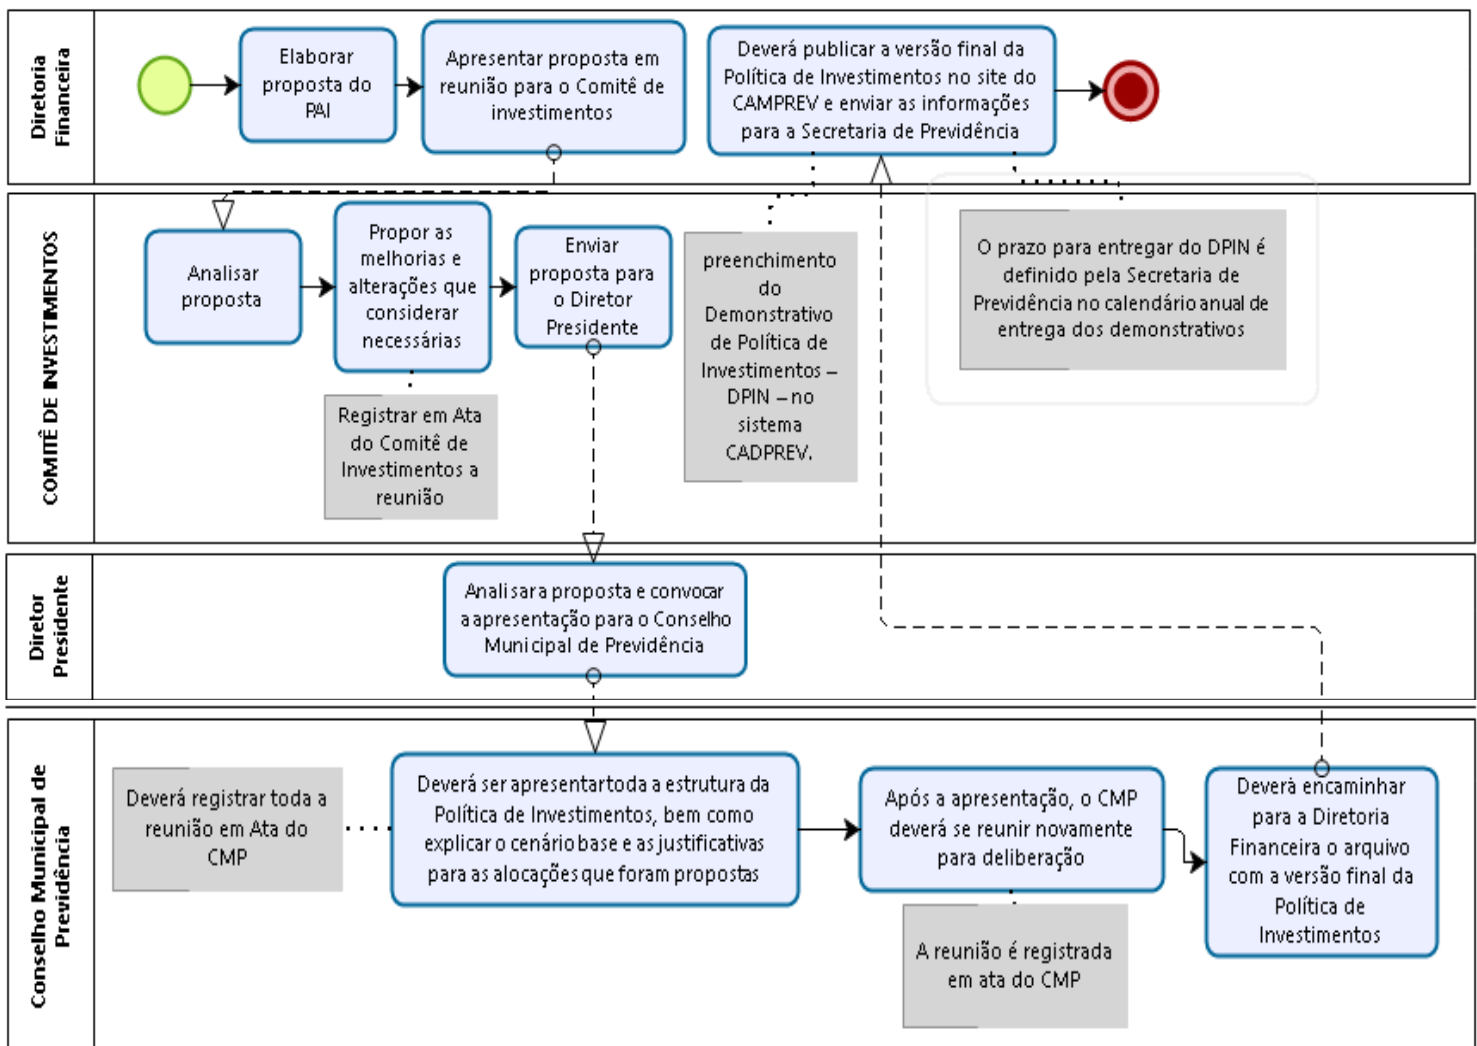 Diretoria
Financeira
Elaborar
proposta do
PAI
Apresentar proposta em
reunião para o Comitê de
investimentos
Deverá publicar a versão final da
Política de Investimentos no site do
CAMPREV e enviar as informações
para a Secretaria de Previdência
COMITÊ DE INVESTIMENTOS
Analisar
proposta
Propor as
melhorias e
alterações que
considerar
necessárias
Enviar
proposta para
o Diretor
Presidente
Registrar em Ata
do Comitê de
Investimentos a
reunião
preenchimento
do
Demonstrativo
de Política de
Investimentos –
DPIN – no
sistema
CADPREV.
O prazo para entregar do DPIN é
definido pela Secretaria de
Previdência no calendário anual de
entrega dos demonstrativos
Diretor
Presidente
Analisar a proposta e convocar
a apresentação para o Conselho
Municipal de Previdência
Conselho Municipal de
Previdência
Deverá registrar toda a
reunião em Ata do
CMP
Deverá ser apresentar toda a estrutura da
Política de Investimentos, bem como
explicar o cenário base e as justificativas
para as alocações que foram propostas
Após a apresentação, o CMP
deverá se reunir novamente
para deliberação
A reunião é registrada
em ata do CMP
Deverá encaminhar
para a Diretoria
Financeira o arquivo
com a versão final da
Política de
Investimentos